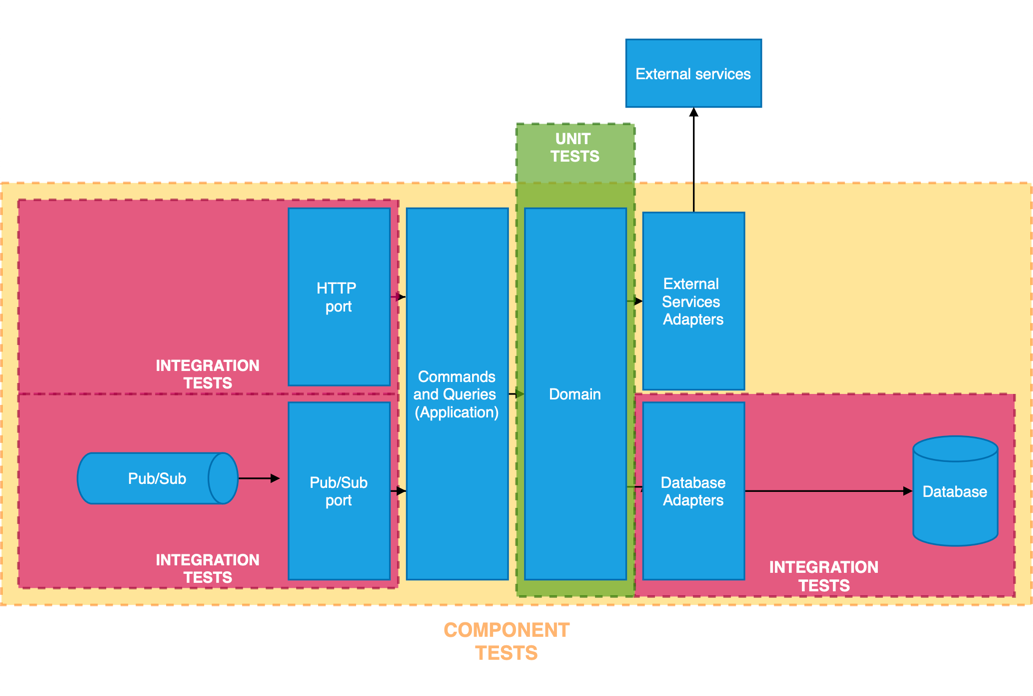 External services
UNIT
TESTS
HTTP
port
External
Services
Adapters
INTEGRATION
TESTS
Commands
and Queries
(Application)
Domain
Pub/Sub
Pub/Sub
port
Database
Adapters
Database
INTEGRATION
TESTS
INTEGRATION
TESTS
COMPONENT
TESTS